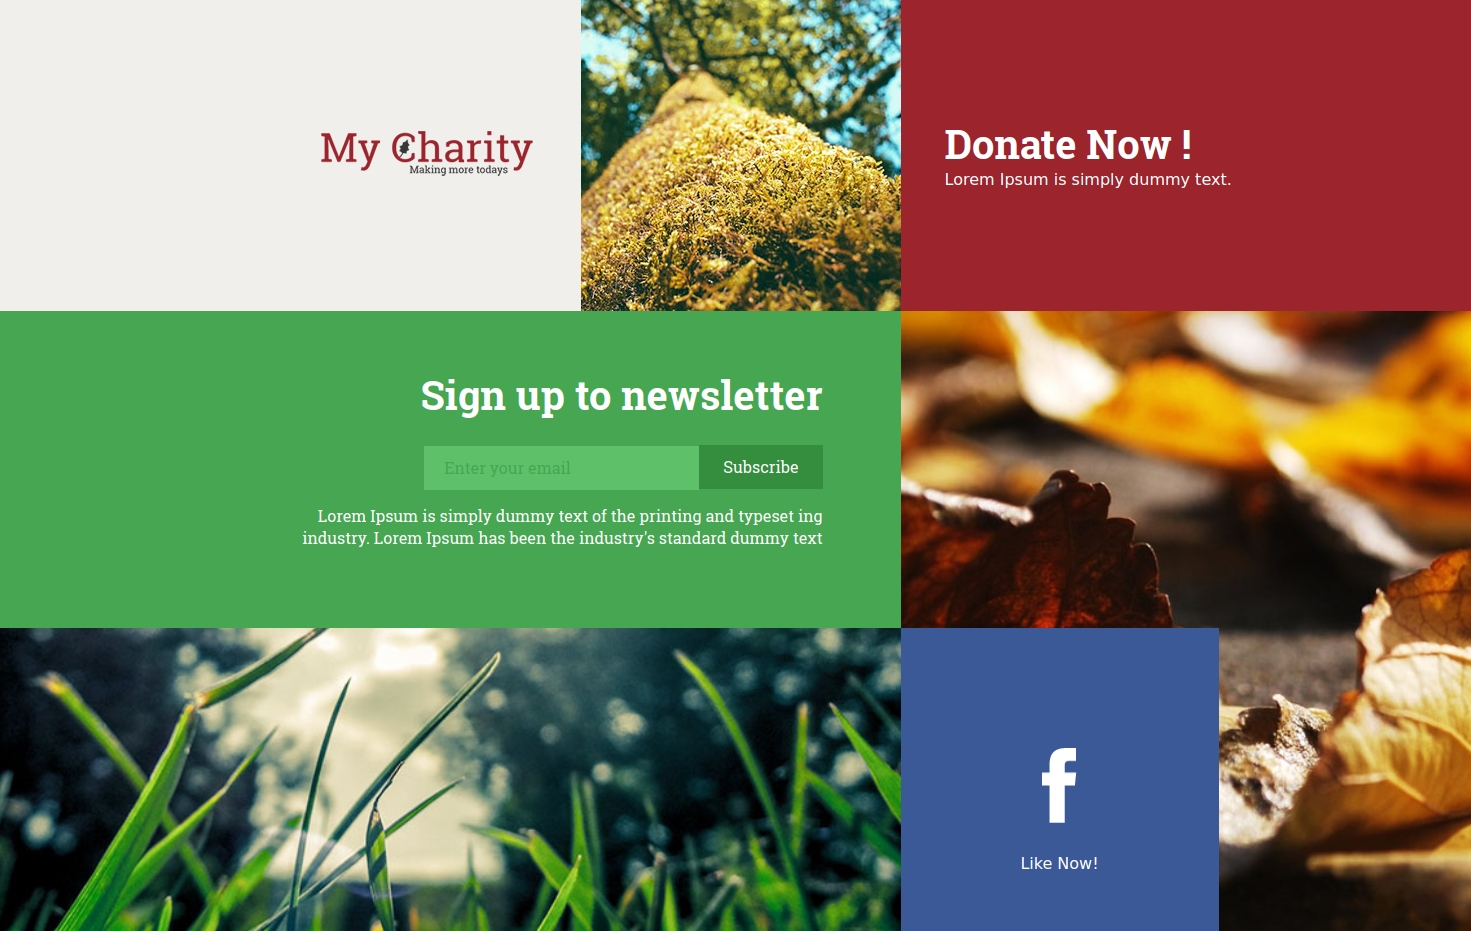 My Charity
Making more todays
Donate Now !
Lorem Ipsum is simply dummy text.
Sign up to newsletter
Enter your email
Subscribe
Lorem Ipsum is simply dummy text of the printing and typeset ing
industry. Lorem Ipsum has been the industry's standard dummy text
f
Like Now!